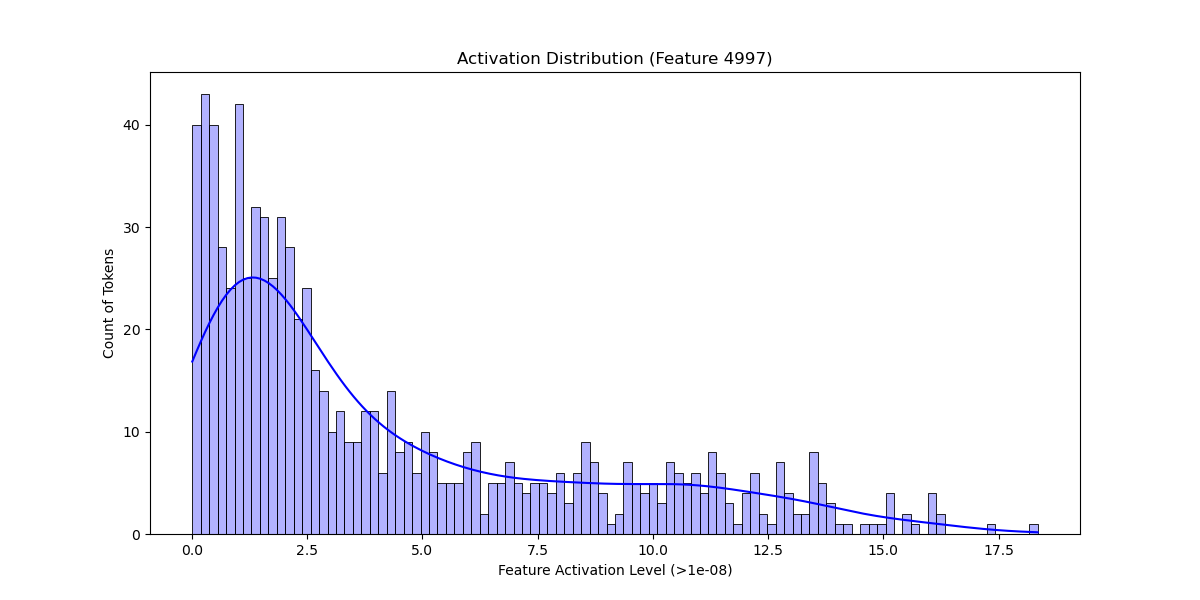 Activation Distribution (Feature 4997)
Count of Tokens
40
30
20
10
0
0.0 2.5 5.0 7.5 10.0 12.5 15.0 17.5
Feature Activation Level (>1e-08)